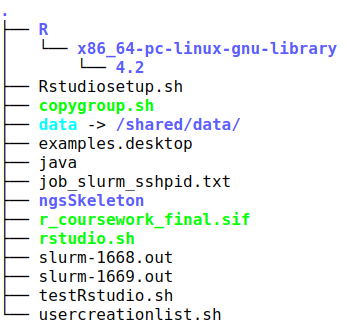 .
├── R
│   └── x86_64-pc-linux-gnu-library
│       └── 4.2
├── Rstudiosetup.sh
├── copygroup.sh
├── data -> /shared/data/
├── examples.desktop
├── java
├── job_slurm_sshpid.txt
├── ngsSkeleton
├── r_coursework_final.sif
├── rstudio.sh
├── slurm-1668.out
├── slurm-1669.out
├── testRstudio.sh
├── usercreationlist.sh